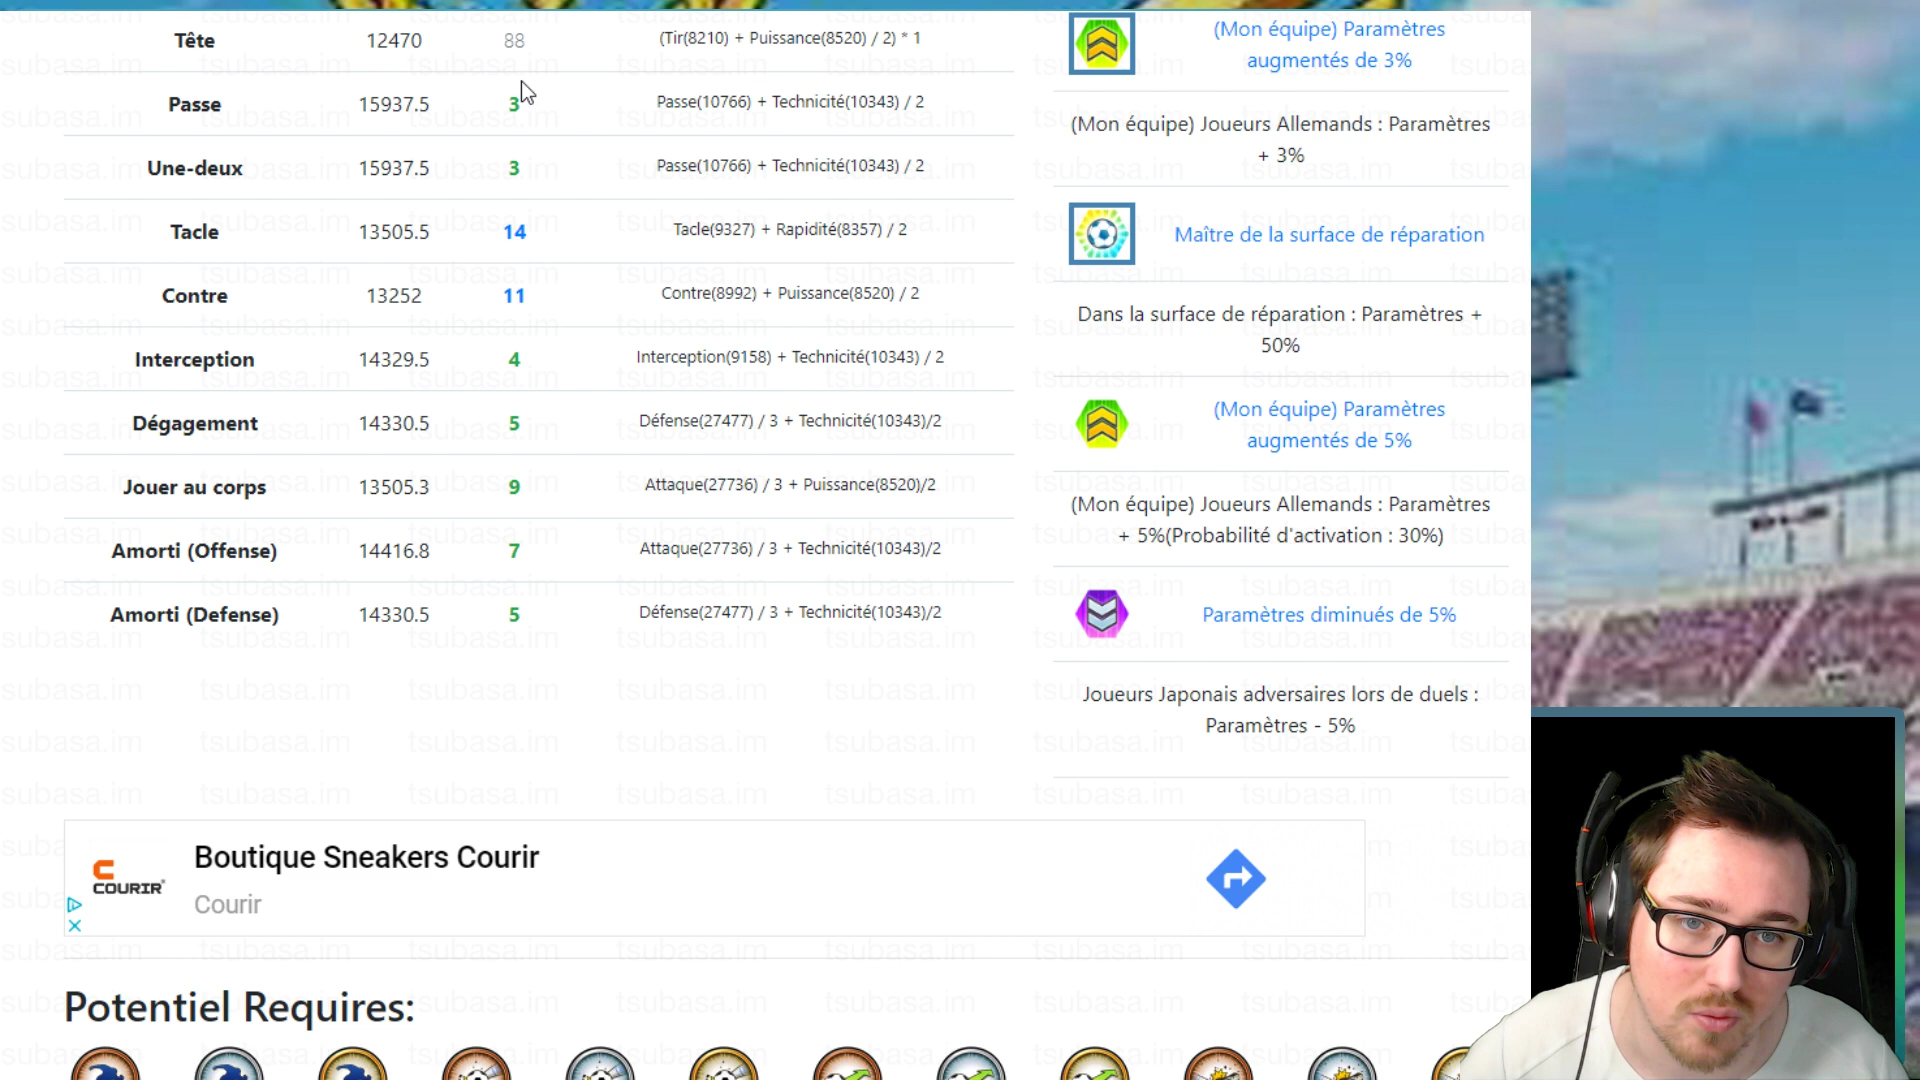 Tête 12470 88 (Tir(8210) + Puissance(8520) / 2) * 1
Passe 15937.5 3 Passe(10766) + Technicité(10343) / 2
Une-deux 15937.5 3 Passe(10766) + Technicité(10343) / 2
Tacle 13505.5 14 Tacle(9327) + Rapidité(8357) / 2
Contre 13252 11 Contre(8992) + Puissance(8520) / 2
Interception 14329.5 4 Interception(9158) + Technicité(10343) / 2
Dégagement 14330.5 5 Défense(27477) / 3 + Technicité(10343)/2
Jouer au corps 13505.3 9 Attaque(27736) / 3 + Puissance(8520)/2
Amorti (Offense) 14416.8 7 Attaque(27736) / 3 + Technicité(10343)/2
Amorti (Defense) 14330.5 5 Défense(27477) / 3 + Technicité(10343)/2
(Mon équipe) Paramètres
augmentés de 3%
(Mon équipe) Joueurs Allemands : Paramètres
+ 3%
Maître de la surface de réparation
Dans la surface de réparation : Paramètres +
50%
(Mon équipe) Paramètres
augmentés de 5%
(Mon équipe) Joueurs Allemands : Paramètres
+ 5%(Probabilité d'activation : 30%)
Paramètres diminués de 5%
Joueurs Japonais adversaires lors de duels :
Paramètres - 5%
tsubasa.im
COURIR
Boutique Sneakers Courir
Courir
Potentiel Requires: